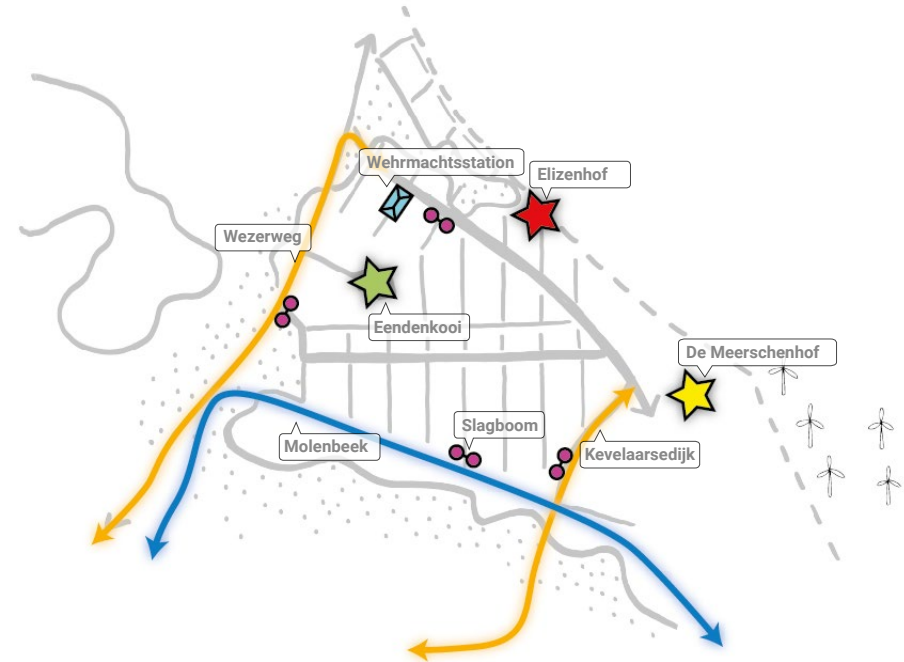 Wehrmachtsstation
Elizenhof
Wezerweg
Eendenkooi
De Meerschenhof
Slagboom
Molenbeek
Kevelaarsedijk